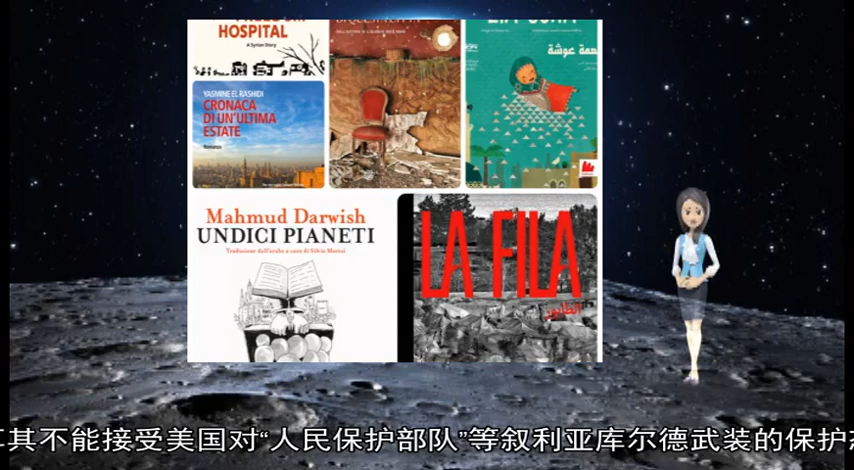 HOSPITAL
A Syrian Story
YASMINE EL RASHIDI
CRONACA
DI UN'ULTIMA
ESTATE
Romanzo
عوشة
Mahmud Darwish
UNDICI PIANETI
Traduzione dall'arabo a cura di Silvia Moresi
LA FILA
الطابور
其不能接受美国对“人民保护部队”等叙利亚库尔德武装的保护